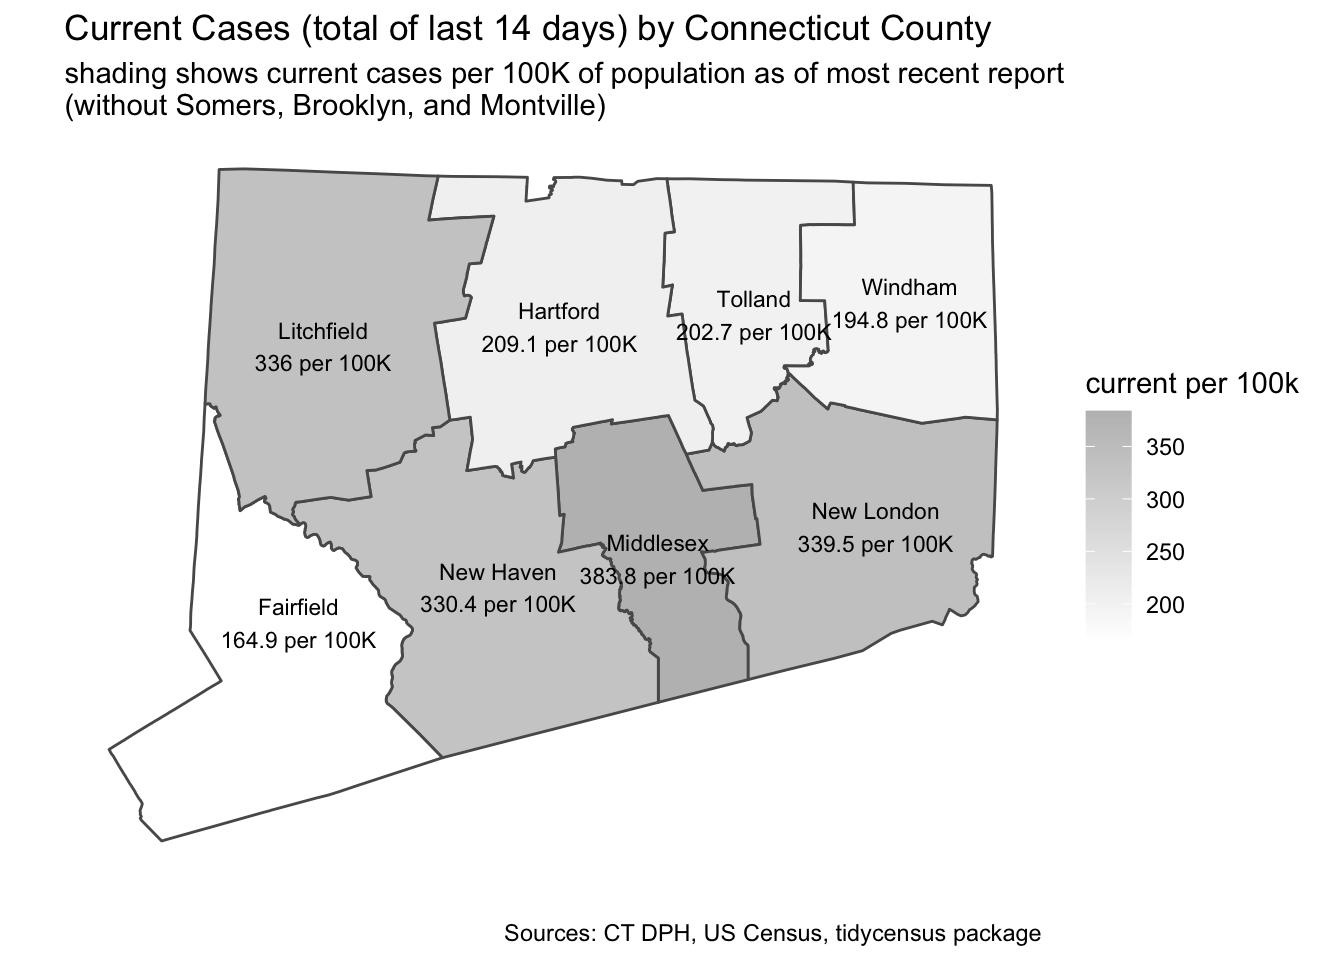 Current Cases (total of last 14 days) by Connecticut County
shading shows current cases per 100K of population as of most recent report
(without Somers, Brooklyn, and Montville)
Litchfield
336 per 100K
Hartford
209.1 per 100K
Tolland
202.7 per 100K
Windham
194.8 per 100K
New London
339.5 per 100K
Middlesex
383.8 per 100K
New Haven
330.4 per 100K
Fairfield
164.9 per 100K
current per 100k
350
300
250
200
Sources: CT DPH, US Census, tidycensus package